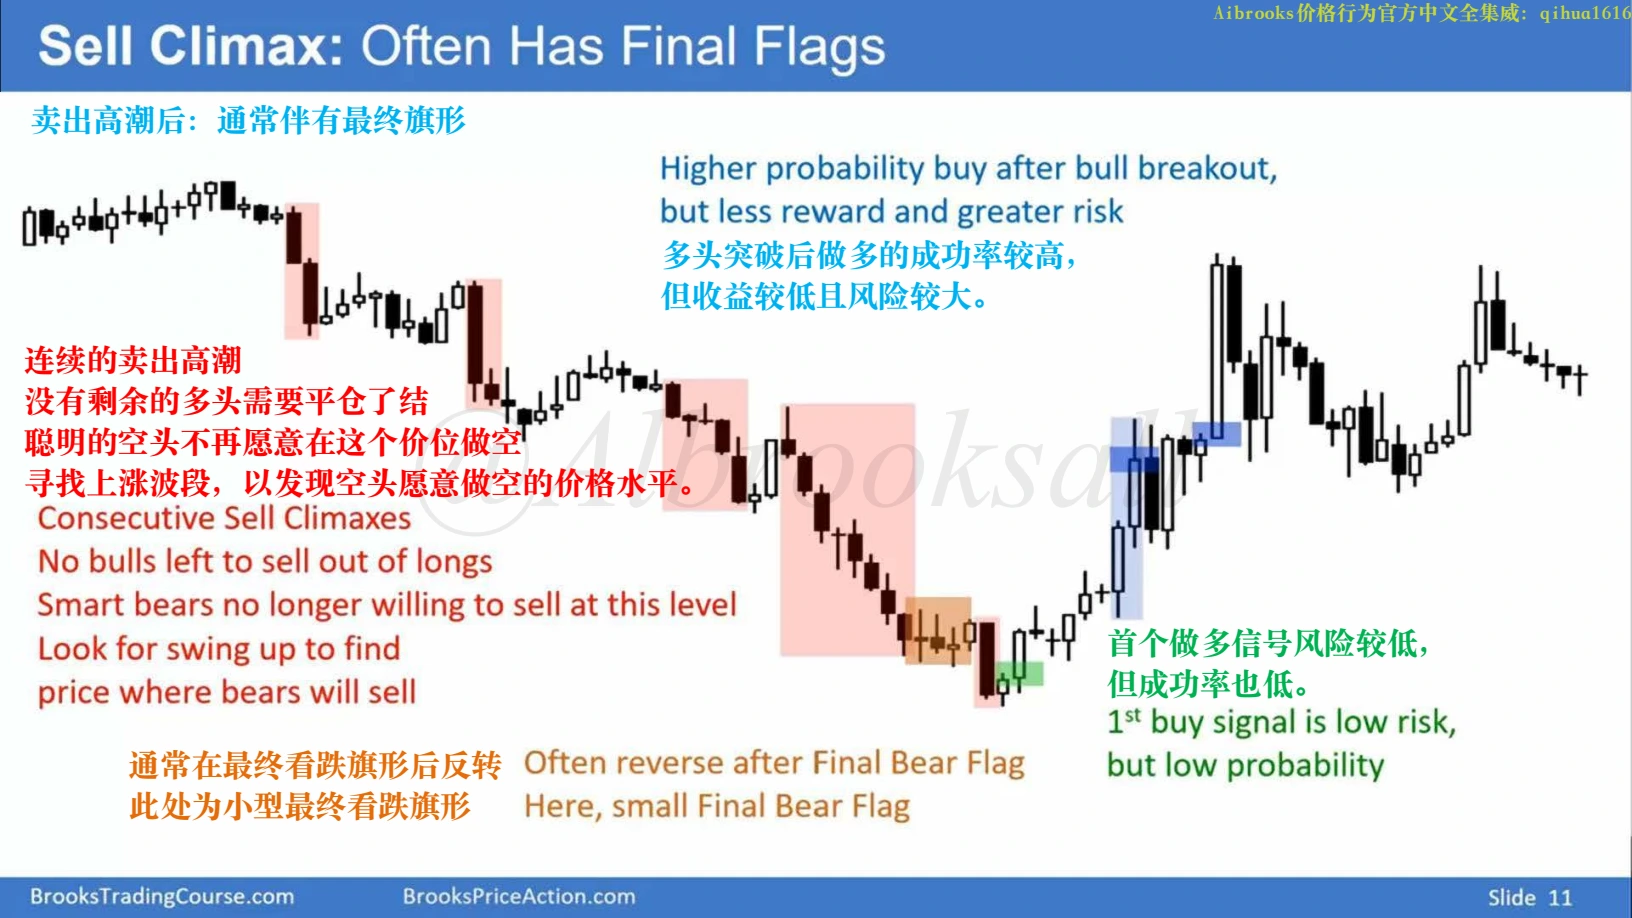 Aibrooks价格行为官方中文全集威：qihua1616
Sell Climax: Often Has Final Flags
卖出高潮后：通常伴有最终旗形
Higher probability buy after bull breakout,
but less reward and greater risk
多头突破后做多的成功率较高，
但收益较低且风险较大。
连续的卖出高潮
没有剩余的多头需要平仓了结
聪明的空头不再愿意在这个价位做空
寻找上涨波段，以发现空头愿意做空的价格水平。
@Albrooksall
Consecutive Sell Climaxes
No bulls left to sell out of longs
Smart bears no longer willing to sell at this level
Look for swing up to find
price where bears will sell
首个做多信号风险较低，
但成功率也低。
1st buy signal is low risk,
but low probability
通常在最终看跌旗形后反转
此处为小型最终看跌旗形
Often reverse after Final Bear Flag
Here, small Final Bear Flag
BrooksTradingCourse.com
BrooksPriceAction.com
Slide 11